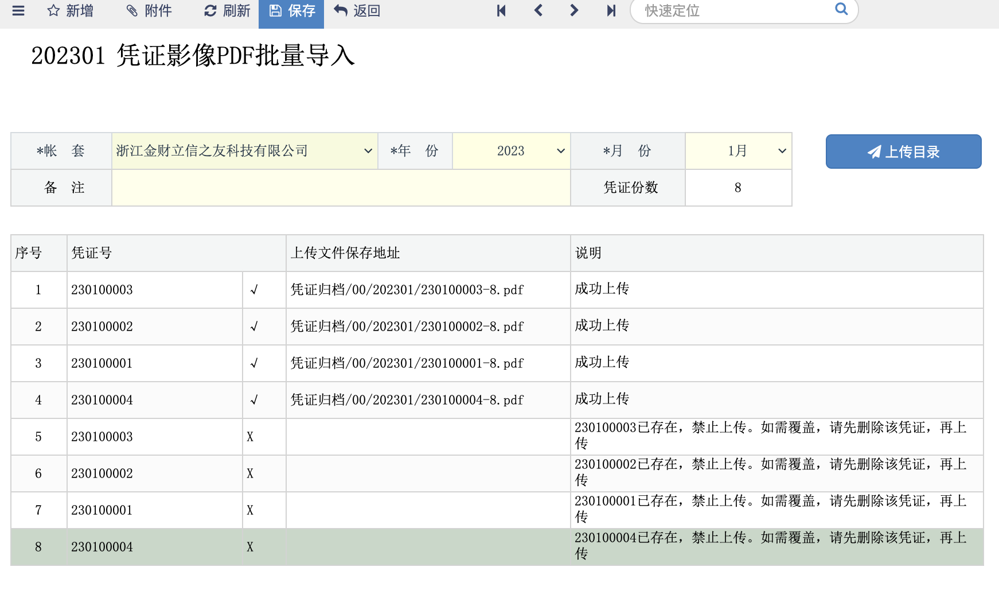 新增 附件 刷新 保存 返回 快速定位
202301 凭证影像PDF批量导入
*帐 套 浙江金财立信之友科技有限公司 *年 份 2023 *月 份 1月 上传目录
备 注 凭证份数 8
序号 凭证号 上传文件保存地址 说明
1 230100003 √ 凭证归档/00/202301/230100003-8.pdf 成功上传
2 230100002 √ 凭证归档/00/202301/230100002-8.pdf 成功上传
3 230100001 √ 凭证归档/00/202301/230100001-8.pdf 成功上传
4 230100004 √ 凭证归档/00/202301/230100004-8.pdf 成功上传
5 230100003 X 230100003已存在，禁止上传。如需覆盖，请先删除该凭证，再上
传
6 230100002 X 230100002已存在，禁止上传。如需覆盖，请先删除该凭证，再上
传
7 230100001 X 230100001已存在，禁止上传。如需覆盖，请先删除该凭证，再上
传
8 230100004 X 230100004已存在，禁止上传。如需覆盖，请先删除该凭证，再上
传